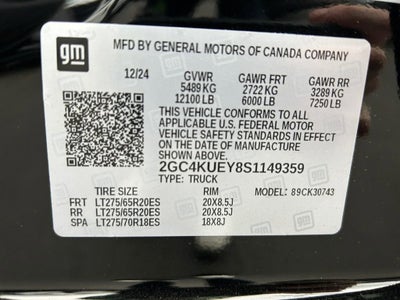 gm
MFD BY GENERAL MOTORS OF CANADA COMPANY
12/24 GVWR GAWR FRT GAWR RR
5489 KG 2722 KG 3289 KG
12100 LB 6000 LB 7250 LB
THIS VEHICLE CONFORMS TO ALL
APPLICABLE U.S. FEDERAL MOTOR
VEHICLE SAFETY STANDARDS IN EFFECT
ON THE DATE OF MANUFACTURE
SHOWN ABOVE.
2GC4KUEY8S1149359
TYPE: TRUCK
TIRE SIZE RIM MODEL: 89CK30743
FRT LT275/65R20ES 20X8.5J
RR LT275/65R20ES 20X8.5J
SPA LT275/70R18ES 18X8J